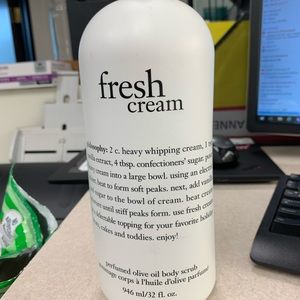 fresh
cream
philosophy: 2 c. heavy whipping cream, 1
vanilla extract, 4 tbsp. confectioners' sugar.
cream into a large bowl. using an
beat to form soft peaks. next, add
sugar to the bowl of cream. beat
until stiff peaks form. use fresh
delectable topping for your favorite
cakes and toddies. enjoy!
perfumed olive oil body scrub
gommage corps à l'huile d'olive parfumé
946 ml/32 fl. oz.